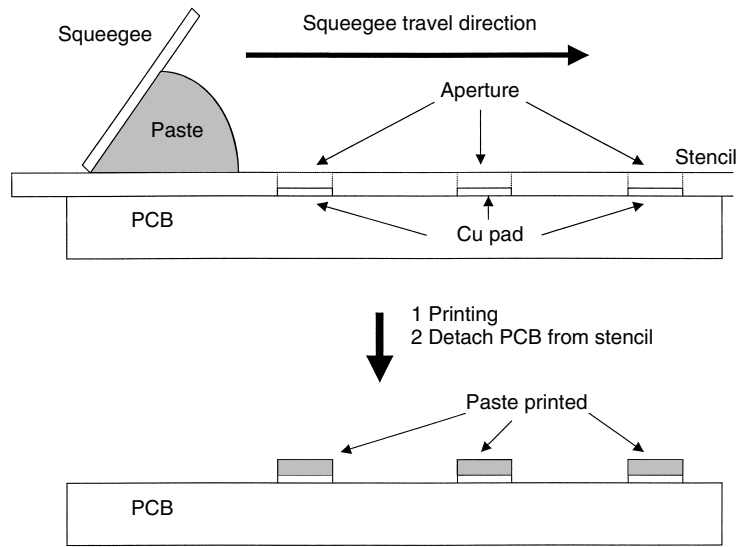 Squeegee
Squeegee travel direction
Aperture
Paste
Stencil
PCB
Cu pad
1 Printing
2 Detach PCB from stencil
Paste printed
PCB